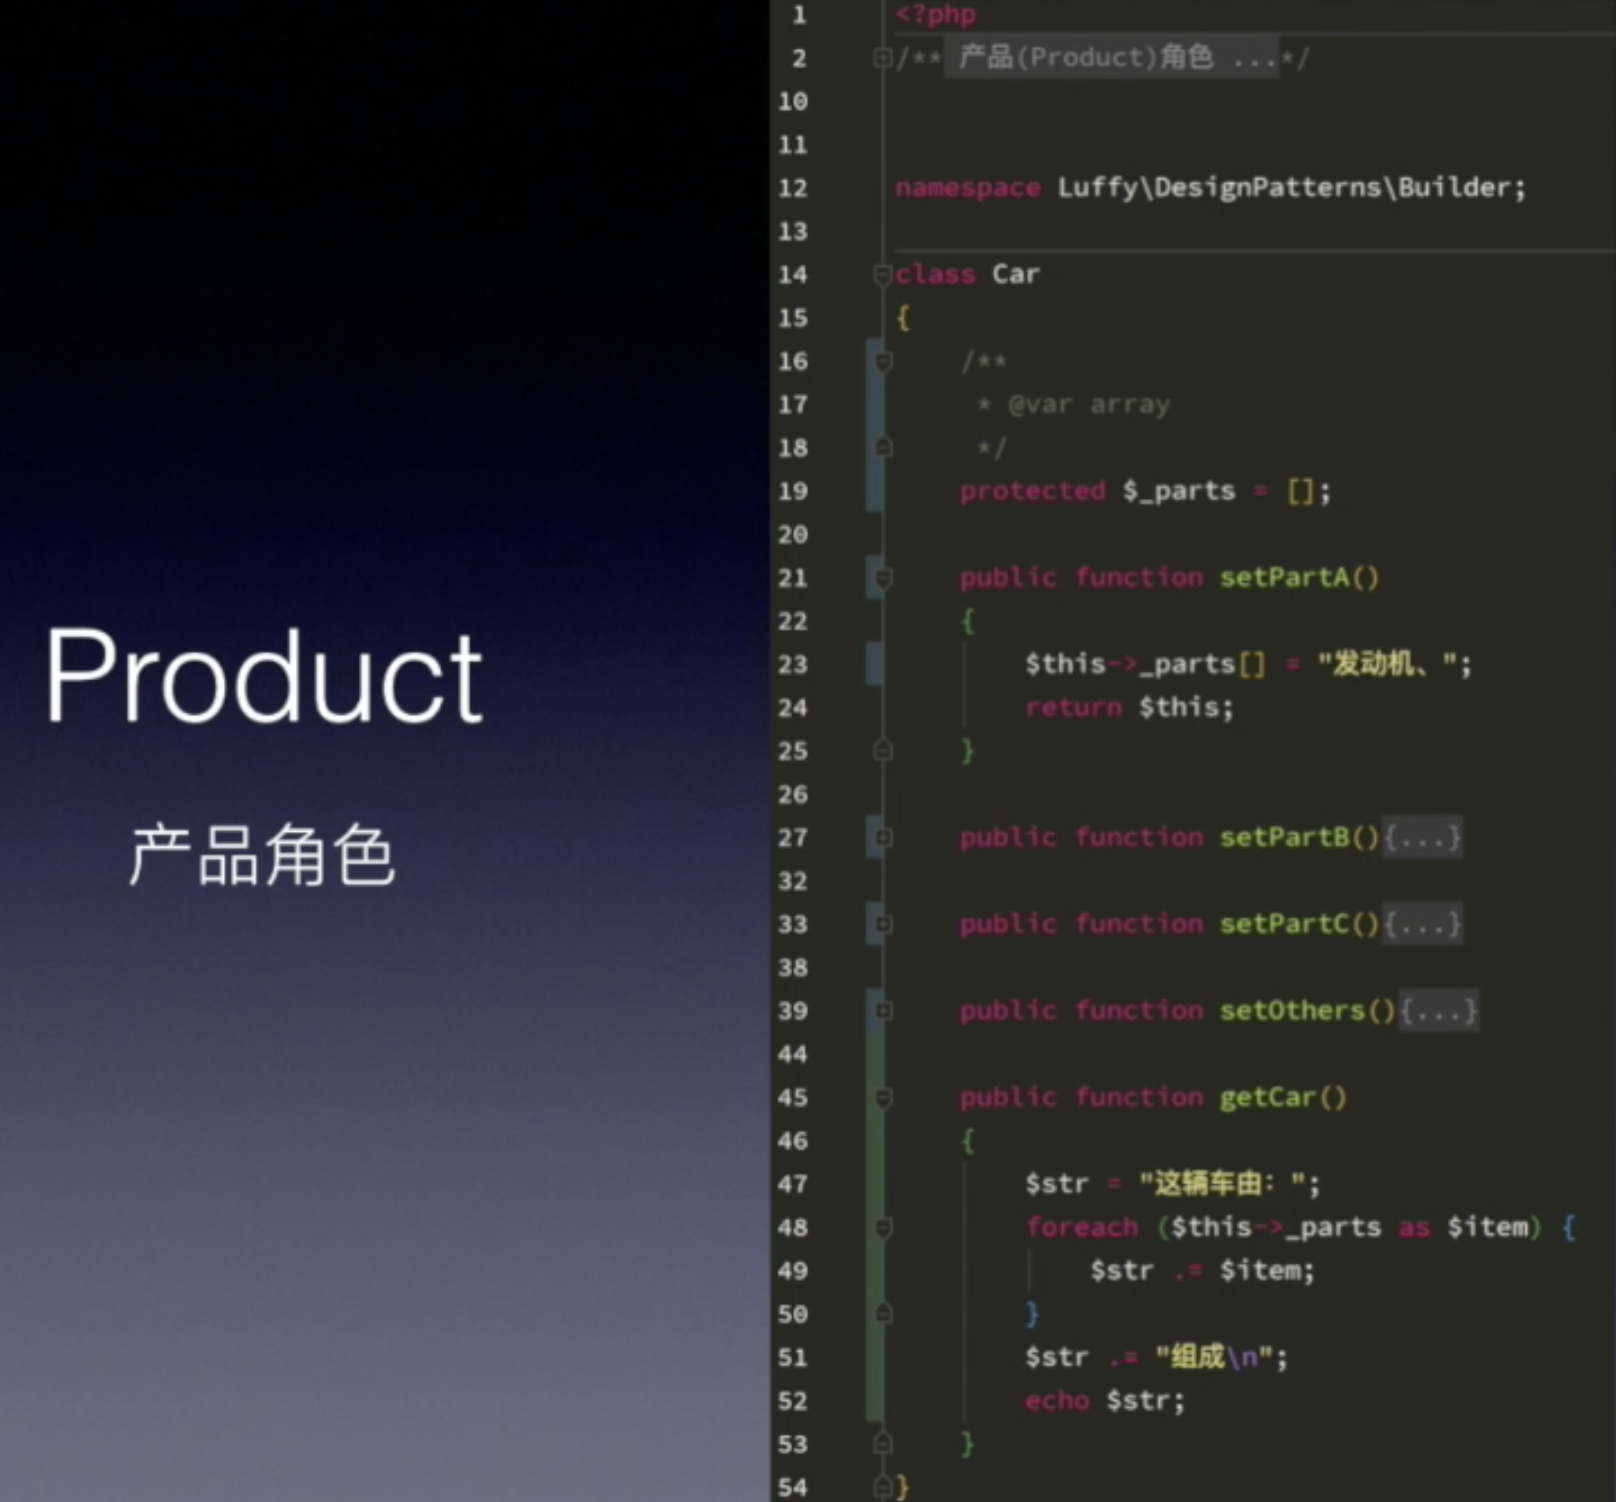 Product
产品角色
1 <?php
2 /** 产品(Product)角色 ...*/
10
11
12 namespace Luffy\DesignPatterns\Builder;
13
14 class Car
15 {
16     /**
17      * @var array
18      */
19     protected $_parts = [];
20
21     public function setPartA()
22     {
23         $this->_parts[] = "发动机、";
24         return $this;
25     }
26
27     public function setPartB(){...}
32
33     public function setPartC(){...}
38
39     public function setOthers(){...}
44
45     public function getCar()
46     {
47         $str = "这辆车由: ";
48         foreach ($this->_parts as $item) {
49             $str .= $item;
50         }
51         $str .= "组成\n";
52         echo $str;
53     }
54 }